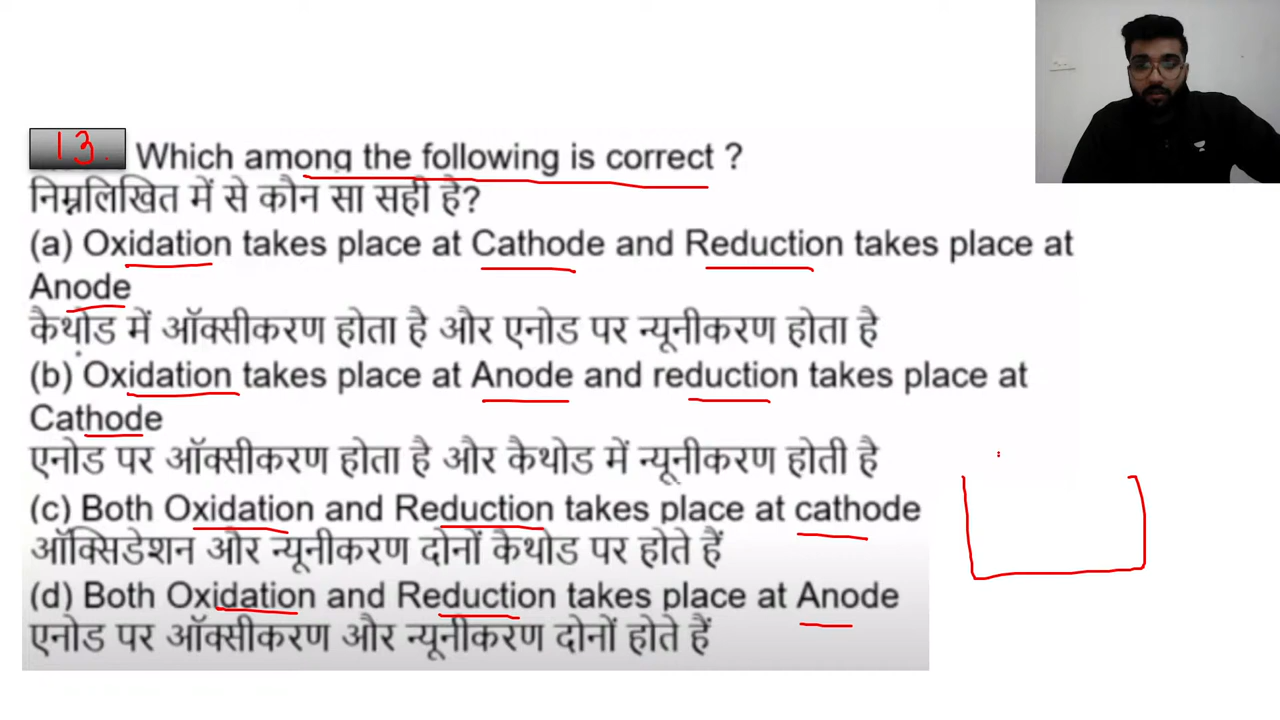 13. Which among the following is correct ?
निम्नलिखित में से कौन सा सही है?
(a) Oxidation takes place at Cathode and Reduction takes place at
Anode
कैथोड में ऑक्सीकरण होता है और एनोड पर न्यूनीकरण होता है
(b) Oxidation takes place at Anode and reduction takes place at
Cathode
एनोड पर ऑक्सीकरण होता है और कैथोड में न्यूनीकरण होती है
(c) Both Oxidation and Reduction takes place at cathode
ऑक्सिडेशन और न्यूनीकरण दोनों कैथोड पर होते हैं
(d) Both Oxidation and Reduction takes place at Anode
एनोड पर ऑक्सीकरण और न्यूनीकरण दोनों होते हैं